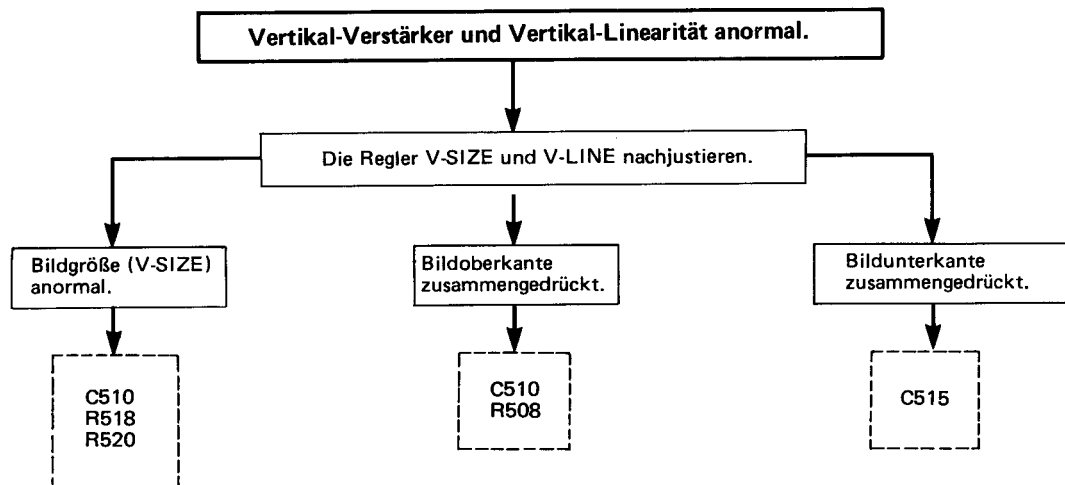 Vertikal-Verstärker und Vertikal-Linearität anormal.
Die Regler V-SIZE und V-LINE nachjustieren.
Bildgröße (V-SIZE)
anormal.
Bildoberkante
zusammengedrückt.
Bildunterkante
zusammengedrückt.
C510
R518
R520
C510
R508
C515